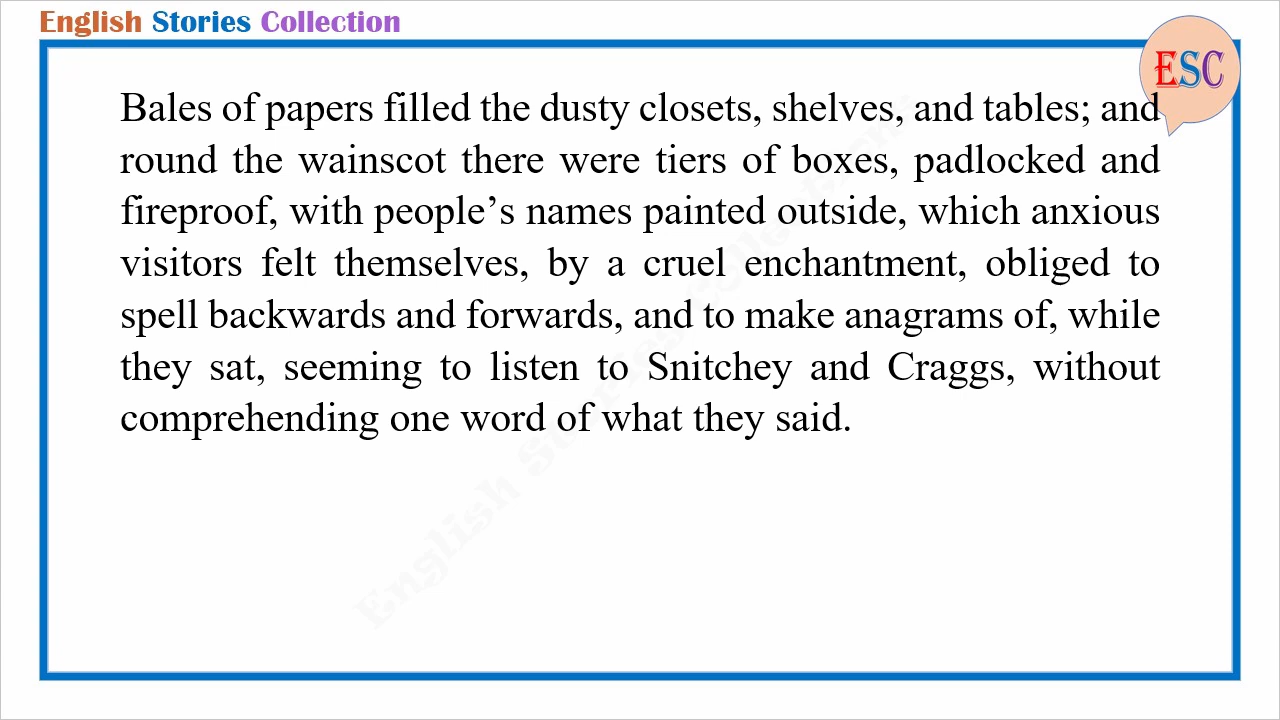 English Stories Collection
ESC
Bales of papers filled the dusty closets, shelves, and tables; and
round the wainscot there were tiers of boxes, padlocked and
fireproof, with people’s names painted outside, which anxious
visitors felt themselves, by a cruel enchantment, obliged to
spell backwards and forwards, and to make anagrams of, while
they sat, seeming to listen to Snitchey and Craggs, without
comprehending one word of what they said.
English Stories Collections